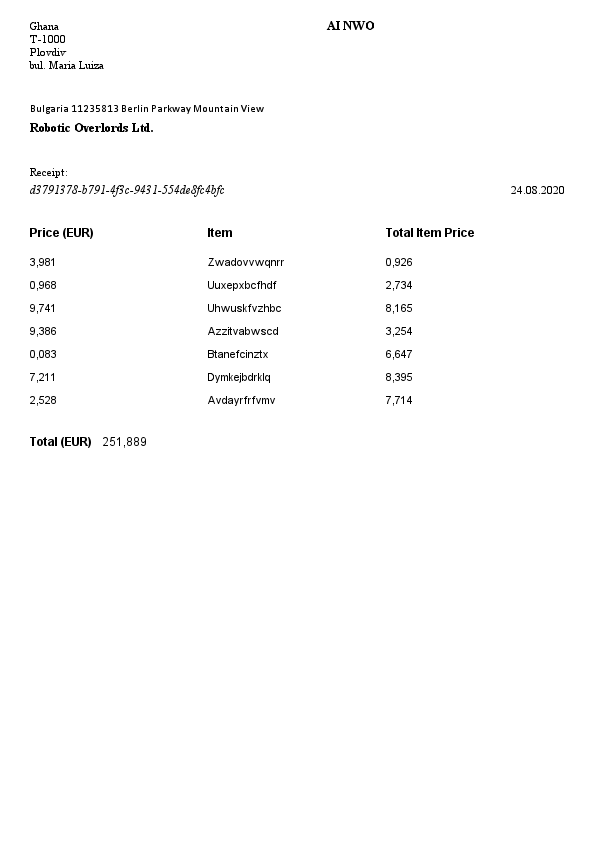 Ghana
AI NWO
T-1000
Plovdiv
bul. Maria Luiza
Bulgaria 11235813 Berlin Parkway Mountain View
Robotic Overlords Ltd.
Receipt:
d3791378-b791-4f3c-9431-554de8fc4bfc 24.08.2020
Price (EUR) Item Total Item Price
3,981 Zwadovvwqnrr 0,926
0,968 Uuxepxbcfhdf 2,734
9,741 Uhwuskfvzhbc 8,165
9,386 Azzitvabwscd 3,254
0,083 Btanefcinztx 6,647
7,211 Dymkejbdrklq 8,395
2,528 Avdayrfrfvmv 7,714
Total (EUR) 251,889